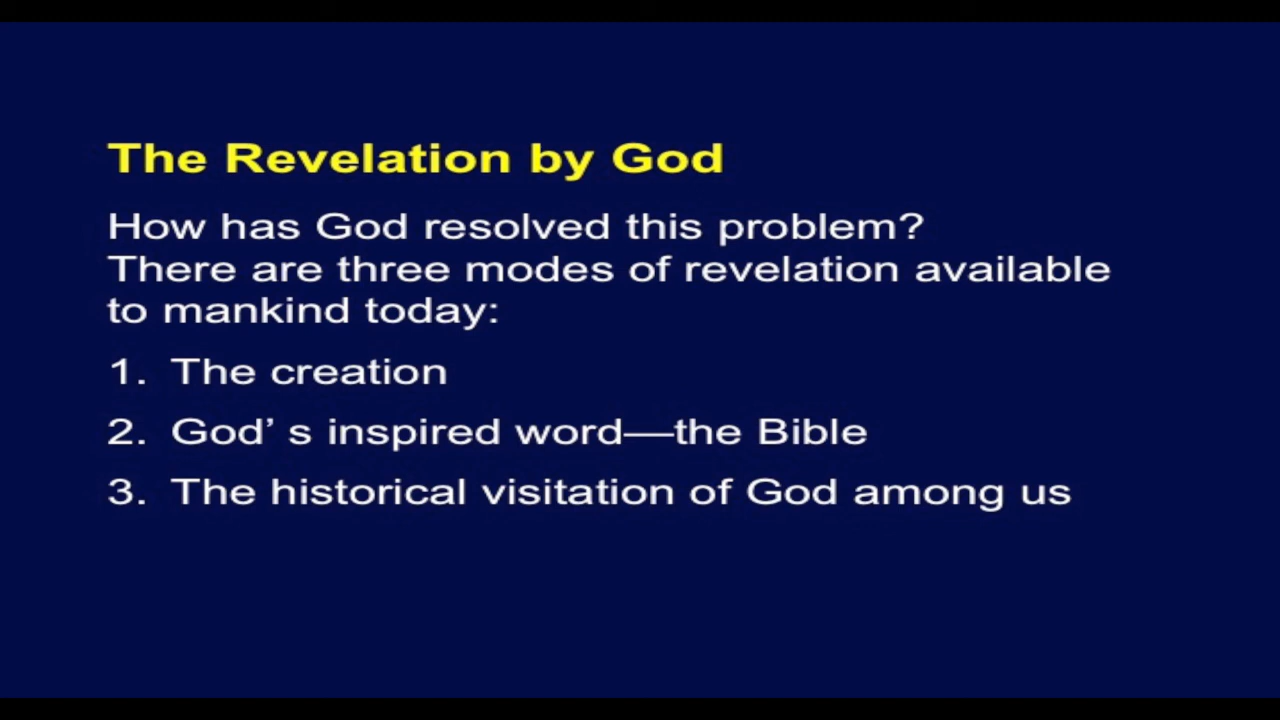 The Revelation by God
How has God resolved this problem?
There are three modes of revelation available
to mankind today:
1. The creation
2. God’ s inspired word—the Bible
3. The historical visitation of God among us